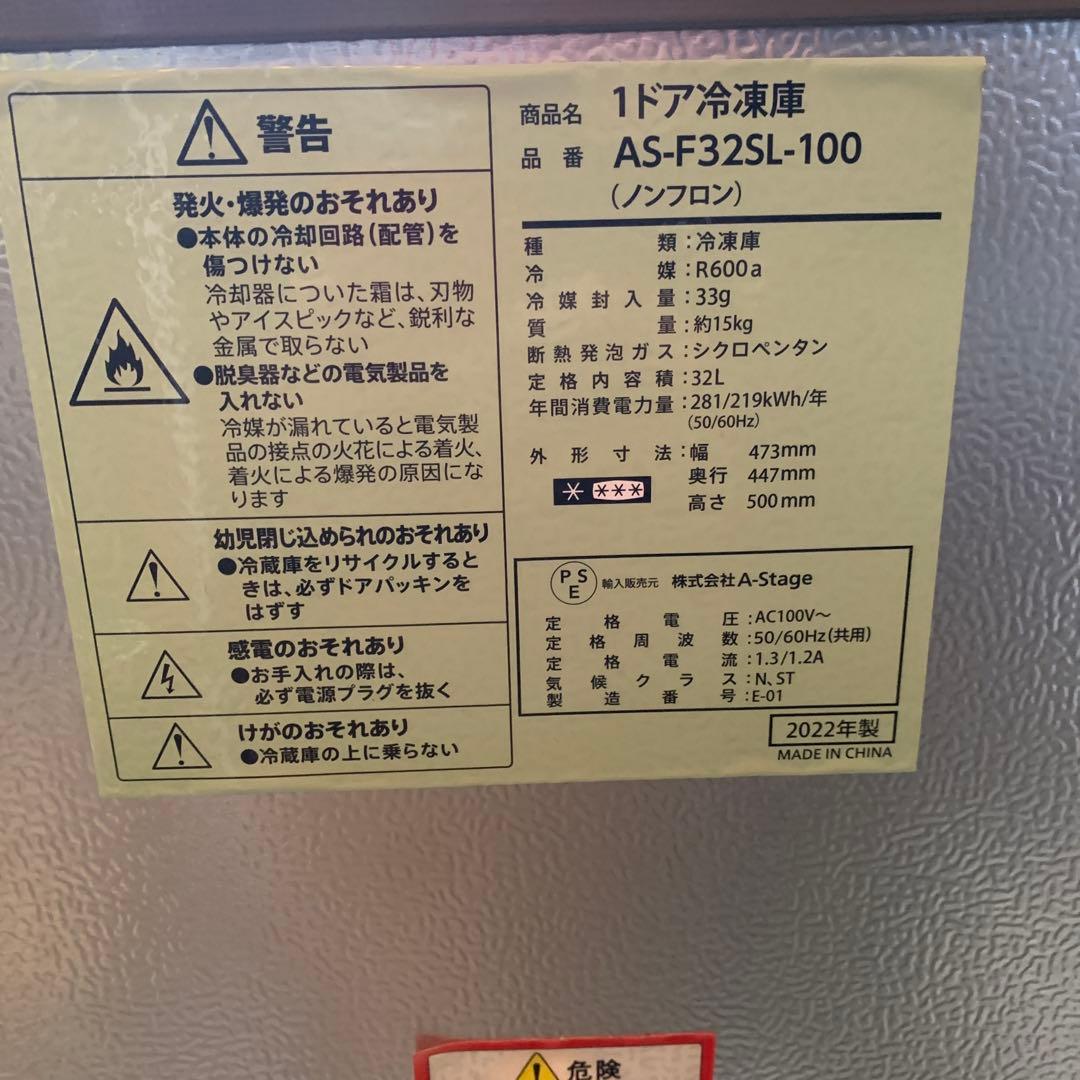 警告
発火・爆発のおそれあり
●本体の冷却回路(配管)を
傷つけない
冷却器についた霜は、刃物
やアイスピックなど、鋭利な
金属で取らない
●脱臭器などの電気製品を
入れない
冷媒が漏れていると電気製
品の接点の火花による着火、
着火による爆発の原因にな
ります
幼児閉じ込められのおそれあり
●冷蔵庫をリサイクルすると
きは、必ずドアパッキンを
はずす
感電のおそれあり
●お手入れの際は、
必ず電源プラグを抜く
けがのおそれあり
●冷蔵庫の上に乗らない
商品名 1ドア冷凍庫
品番 AS-F32SL-100
(ノンフロン)
種類:冷凍庫
冷媒:R600a
冷媒封入量:33g
質量:約15kg
断熱発泡ガス:シクロペンタン
定格内容積:32L
年間消費電力量:281/219kWh/年
(50/60Hz)
外形寸法:幅 473mm
奥行 447mm
高さ 500mm
PSE 輸入販売元 株式会社A-Stage
定格電圧:AC100V～
定格周波数:50/60Hz(共用)
定格電流:1.3/1.2A
気候クラス:N、ST
製造番号:E-01
2022年製
MADE IN CHINA
危険